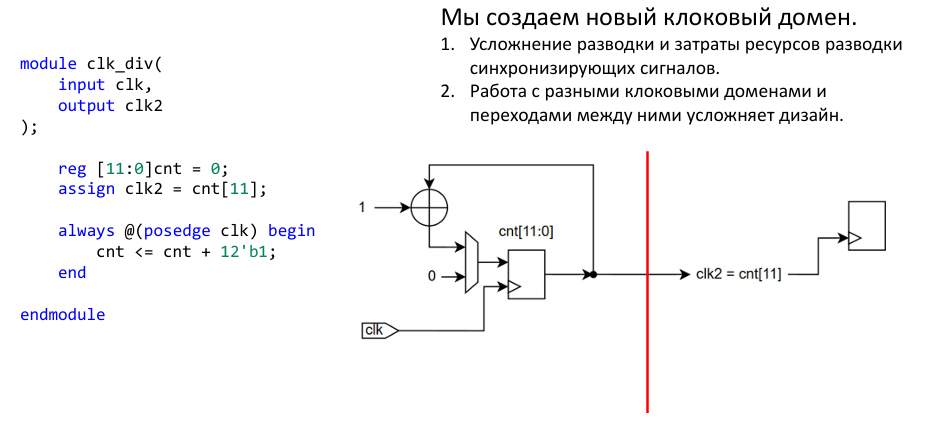 Мы создаем новый клоковый домен.
1. Усложнение разводки и затраты ресурсов разводки
синхронизирующих сигналов.
2. Работа с разными клоковыми доменами и
переходами между ними усложняет дизайн.
module clk_div(
    input clk,
    output clk2
);
    reg [11:0]cnt = 0;
    assign clk2 = cnt[11];
    always @(posedge clk) begin
        cnt <= cnt + 12'b1;
    end
endmodule
1
cnt[11:0]
0
clk2 = cnt[11]
clk